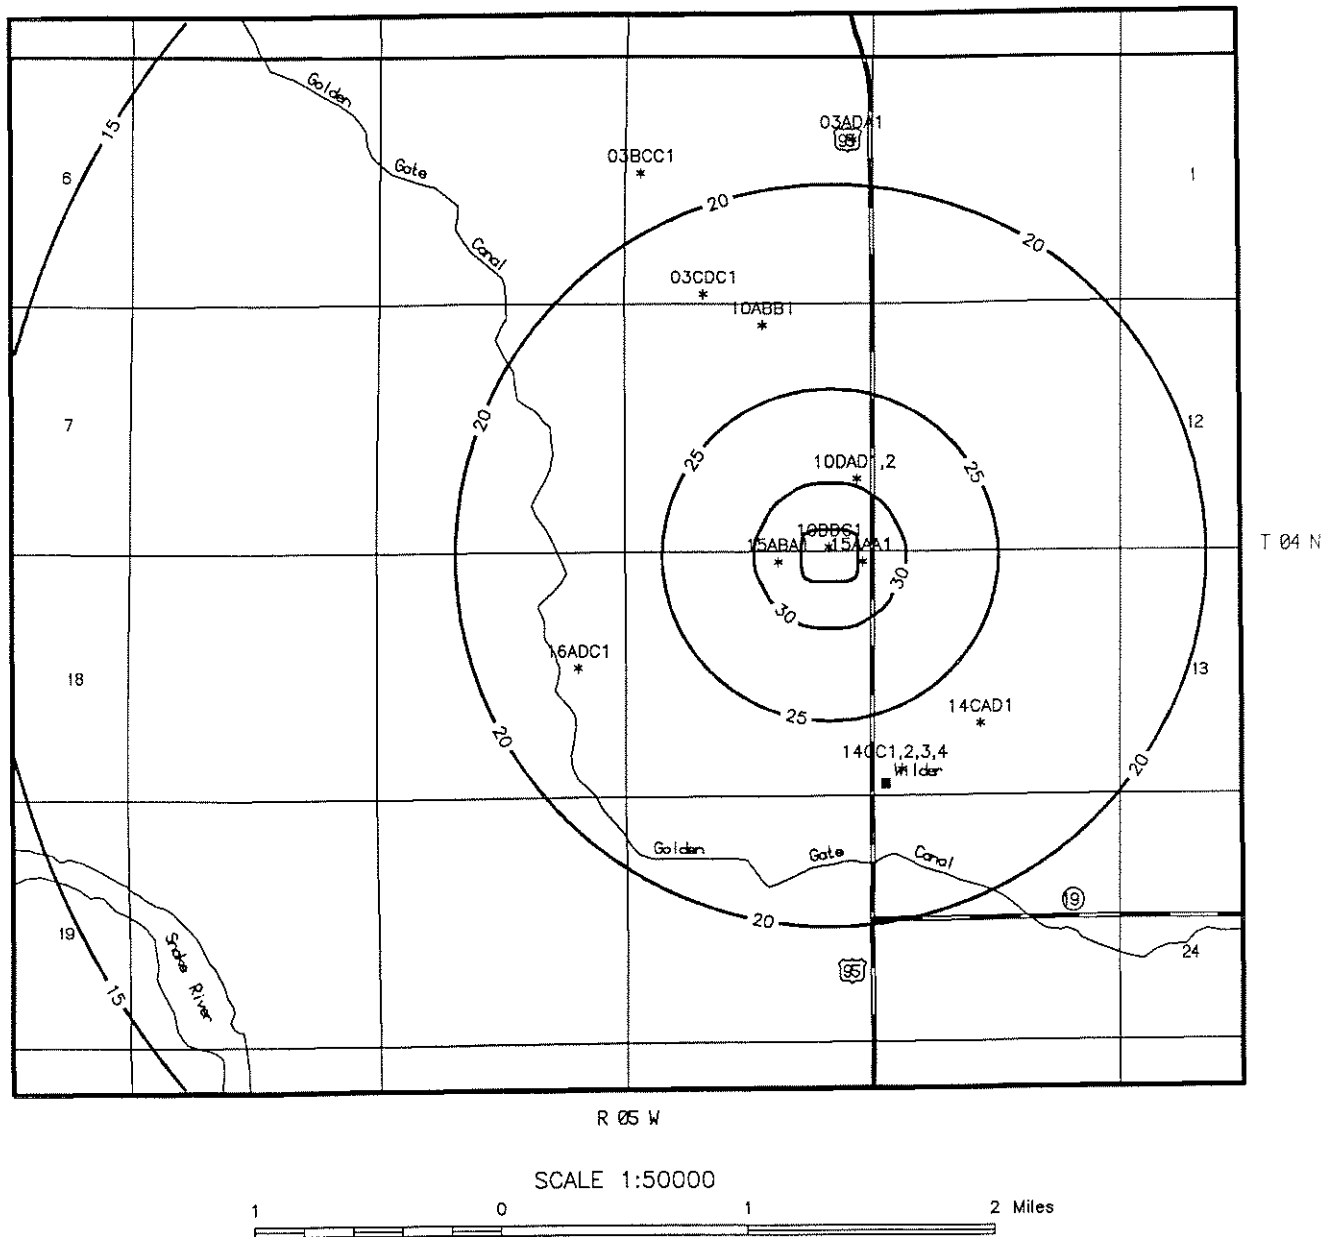 Golden
15
95
03ADA1
03BCC1
6
Gate
1
20
20
Canal
03CDC1
10ABB1
20
7
12
25
25
10DAD1,2
10DDC1
15ABA1
15AAA1
T 04 N
30
30
16ADC1
18
13
14CAD1
25
20
20
14CC1,2,3,4
Wilder
Golden
Gate
Canal
19
20
19
24
Snake River
95
15
R 05 W
SCALE 1:50000
1 0 1 2 Miles